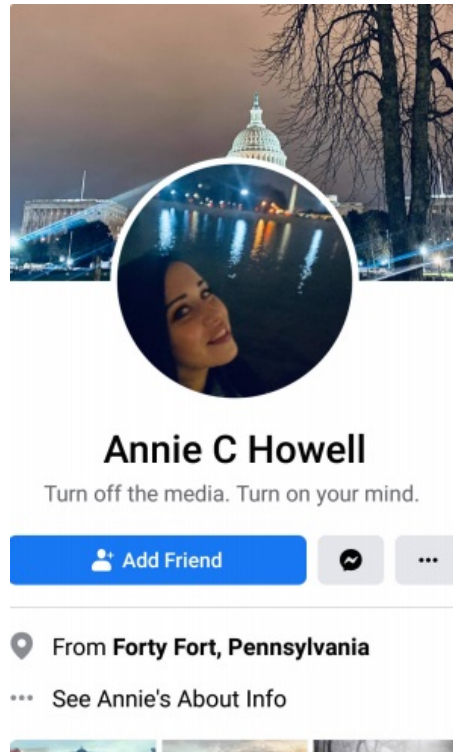 Annie C Howell
Turn off the media. Turn on your mind.
Add Friend
From Forty Fort, Pennsylvania
See Annie's About Info